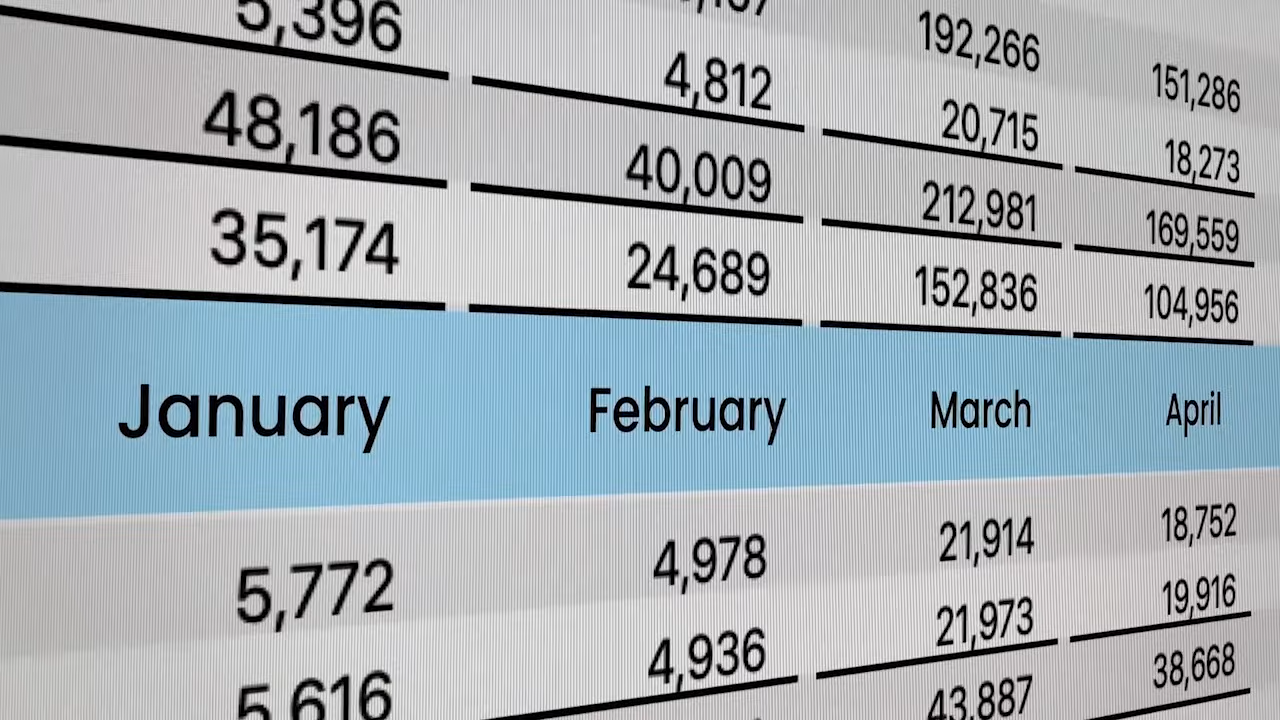 5,396 192,266 151,286
4,812 20,715 18,273
48,186 40,009 212,981 169,559
35,174 24,689 152,836 104,956
January February March April
5,772 4,978 21,914 18,752
5,616 4,936 21,973 19,916
43,887 38,668